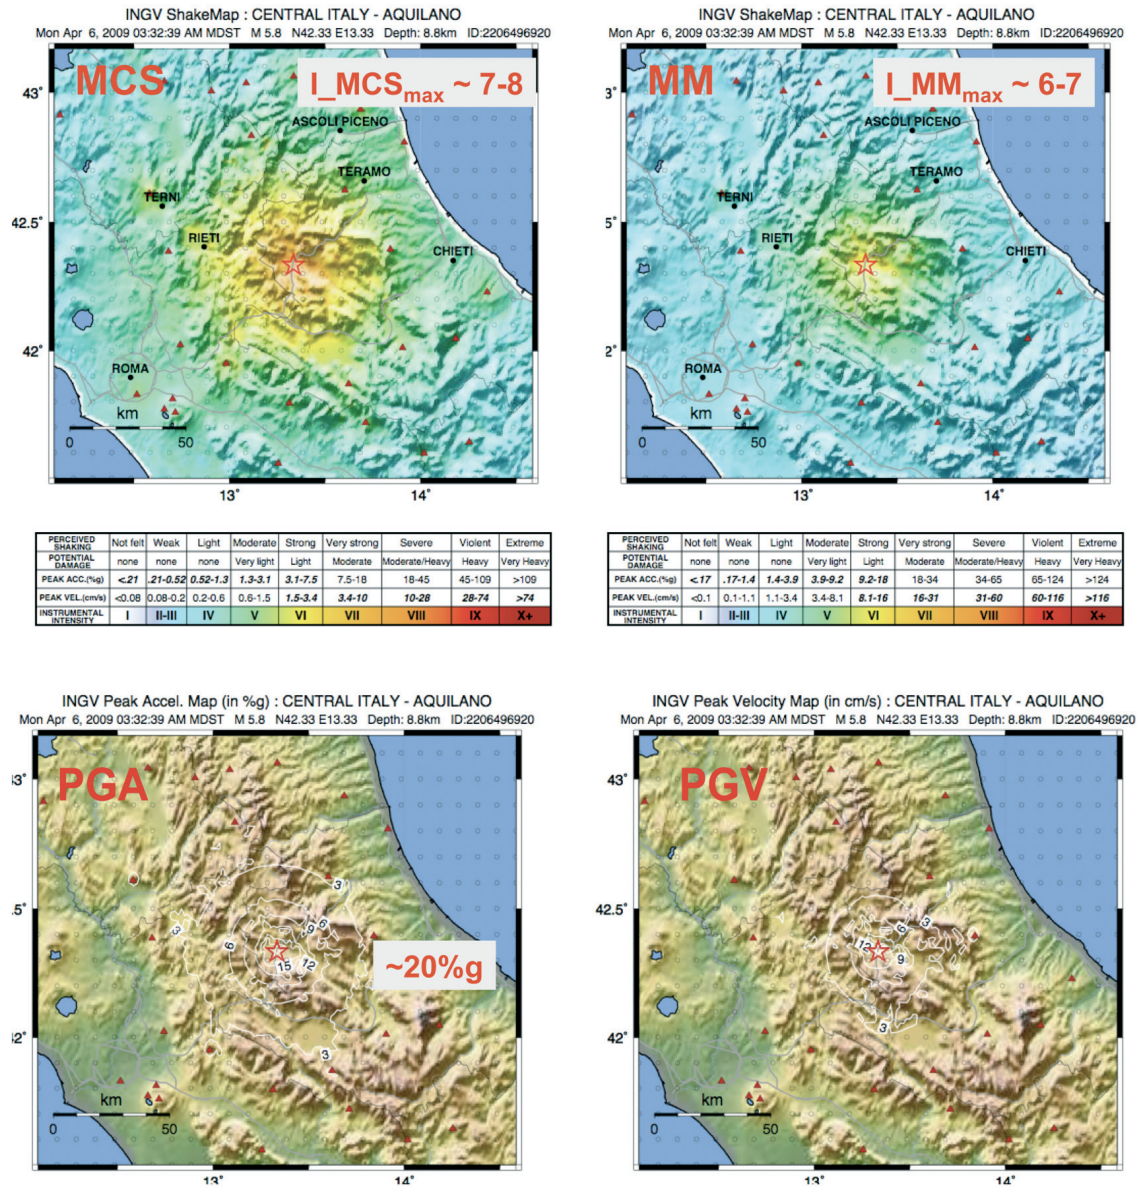 INGV ShakeMap : CENTRAL ITALY - AQUILANO
Mon Apr 6, 2009 03:32:39 AM MDST M 5.8 N42.33 E13.33 Depth: 8.8km ID:2206496920
MCS
I_MCSmax ~ 7-8
43°
ASCOLI PICENO
TERAMO
TERNI
42.5°
RIETI
CHIETI
42°
ROMA
km
0 50
13° 14°
PERCEIVED SHAKING Not felt Weak Light Moderate Strong Very strong Severe Violent Extreme
POTENTIAL DAMAGE none none none Very light Light Moderate Moderate/Heavy Heavy Very Heavy
PEAK ACC.(%g) <.21 .21-0.52 0.52-1.3 1.3-3.1 3.1-7.5 7.5-18 18-45 45-109 >109
PEAK VEL.(cm/s) <0.08 0.08-0.2 0.2-0.6 0.6-1.5 1.5-3.4 3.4-10 10-28 28-74 >74
INSTRUMENTAL INTENSITY I II-III IV V VI VII VIII IX X+
INGV ShakeMap : CENTRAL ITALY - AQUILANO
Mon Apr 6, 2009 03:32:39 AM MDST M 5.8 N42.33 E13.33 Depth: 8.8km ID:2206496920
MM
I_MMmax ~ 6-7
3°
ASCOLI PICENO
TERAMO
TERNI
5°
RIETI
CHIETI
2°
ROMA
km
0 50
13° 14°
PERCEIVED SHAKING Not felt Weak Light Moderate Strong Very strong Severe Violent Extreme
POTENTIAL DAMAGE none none none Very light Light Moderate Moderate/Heavy Heavy Very Heavy
PEAK ACC.(%g) <.17 .17-1.4 1.4-3.9 3.9-9.2 9.2-18 18-34 34-65 65-124 >124
PEAK VEL.(cm/s) <0.1 0.1-1.1 1.1-3.4 3.4-8.1 8.1-16 16-31 31-60 60-116 >116
INSTRUMENTAL INTENSITY I II-III IV V VI VII VIII IX X+
INGV Peak Accel. Map (in %g) : CENTRAL ITALY - AQUILANO
Mon Apr 6, 2009 03:32:39 AM MDST M 5.8 N42.33 E13.33 Depth: 8.8km ID:2206496920
PGA
3°
3
.5°
3 9 6
6
15 12
~20%g
42°
3
km
0 50
13° 14°
INGV Peak Velocity Map (in cm/s) : CENTRAL ITALY - AQUILANO
Mon Apr 6, 2009 03:32:39 AM MDST M 5.8 N42.33 E13.33 Depth: 8.8km ID:2206496920
PGV
43°
42.5°
6 3
12
9
42°
3
km
0 50
13° 14°